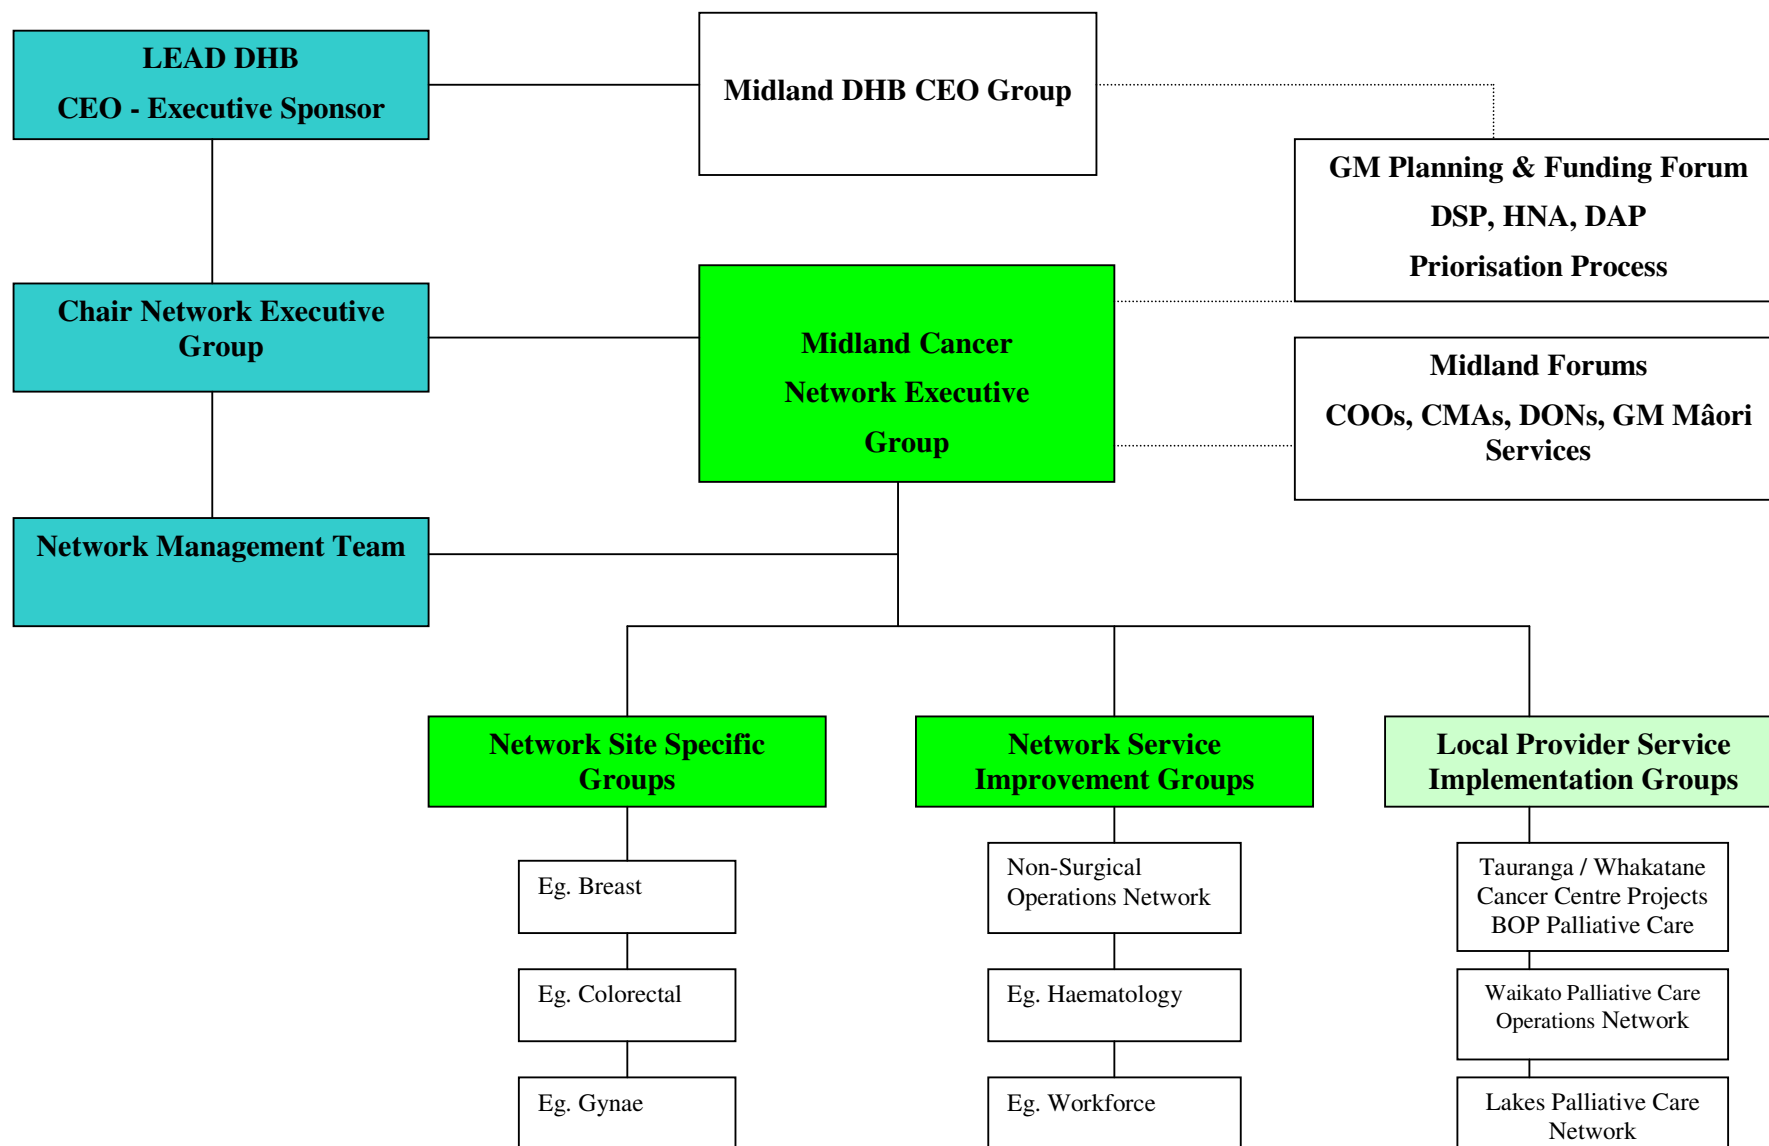 LEAD DHB
CEO - Executive Sponsor
Midland DHB CEO Group
GM Planning & Funding Forum
DSP, HNA, DAP
Priorisation Process
Chair Network Executive
Group
Midland Cancer
Network Executive
Group
Midland Forums
COOs, CMAs, DONs, GM Mâori
Services
Network Management Team
Network Site Specific
Groups
Network Service
Improvement Groups
Local Provider Service
Implementation Groups
Eg. Breast
Non-Surgical
Operations Network
Tauranga / Whakatane
Cancer Centre Projects
BOP Palliative Care
Eg. Colorectal
Eg. Haematology
Waikato Palliative Care
Operations Network
Eg. Gynae
Eg. Workforce
Lakes Palliative Care
Network